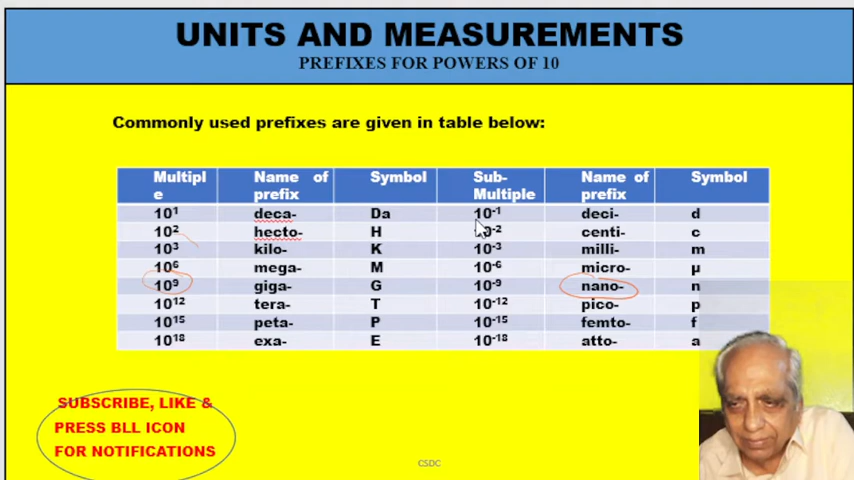 UNITS AND MEASUREMENTS
PREFIXES FOR POWERS OF 10
Commonly used prefixes are given in table below:
Multipl
e
Name of
prefix
Symbol
Sub-
Multiple
Name of
prefix
Symbol
10¹ deca- Da 10⁻¹ deci- d
10² hecto- H 10⁻² centi- c
10³ kilo- K 10⁻³ milli- m
10⁶ mega- M 10⁻⁶ micro- µ
10⁹ giga- G 10⁻⁹ nano- n
10¹² tera- T 10⁻¹² pico- p
10¹⁵ peta- P 10⁻¹⁵ femto- f
10¹⁸ exa- E 10⁻¹⁸ atto- a
SUBSCRIBE, LIKE &
PRESS BLL ICON
FOR NOTIFICATIONS
CSDC